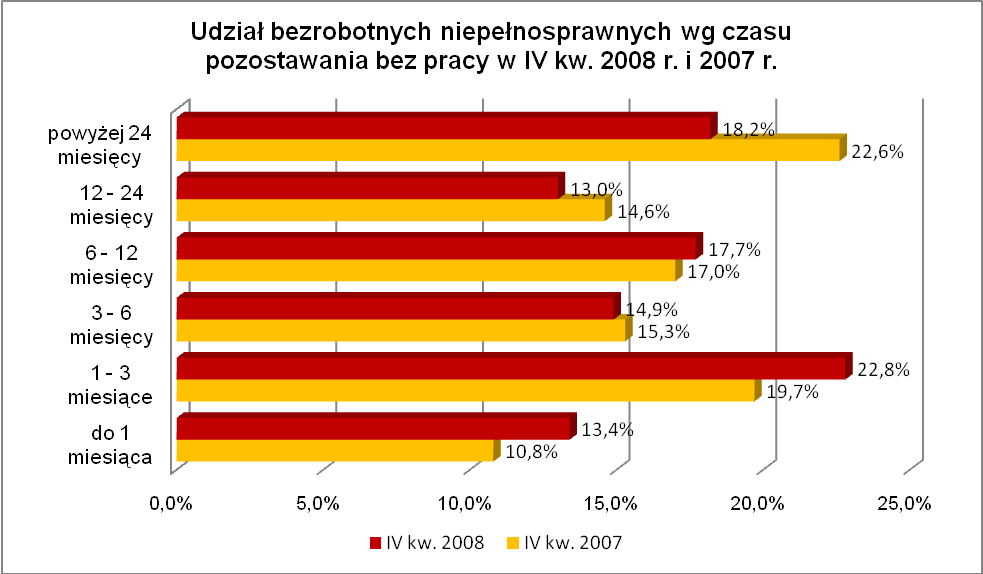 Udział bezrobotnych niepełnosprawnych wg czasu
pozostawania bez pracy w IV kw. 2008 r. i 2007 r.
powyżej 24
miesięcy
18,2%
22,6%
12 - 24
miesięcy
13,0%
14,6%
6 - 12
miesięcy
17,7%
17,0%
3 - 6
miesięcy
14,9%
15,3%
1 - 3
miesiące
22,8%
19,7%
do 1
miesiąca
13,4%
10,8%
0,0% 5,0% 10,0% 15,0% 20,0% 25,0%
IV kw. 2008 IV kw. 2007